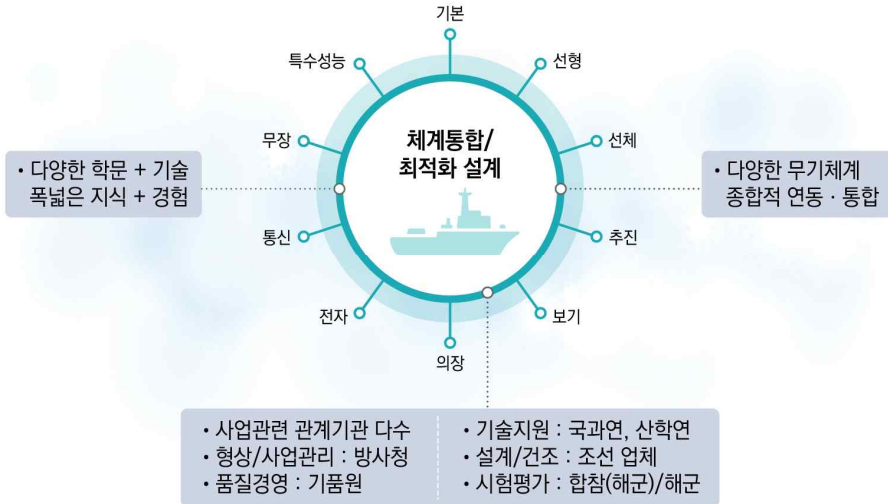 기본
특수성능
선형
무장
체계통합/
최적화 설계
선체
• 다양한 학문 + 기술
폭넓은 지식 + 경험
• 다양한 무기체계
종합적 연동 · 통합
통신
추진
전자
보기
의장
• 사업관련 관계기관 다수
• 형상/사업관리 : 방사청
• 품질경영 : 기품원
• 기술지원 : 국과연, 산학연
• 설계/건조 : 조선 업체
• 시험평가 : 합참(해군)/해군